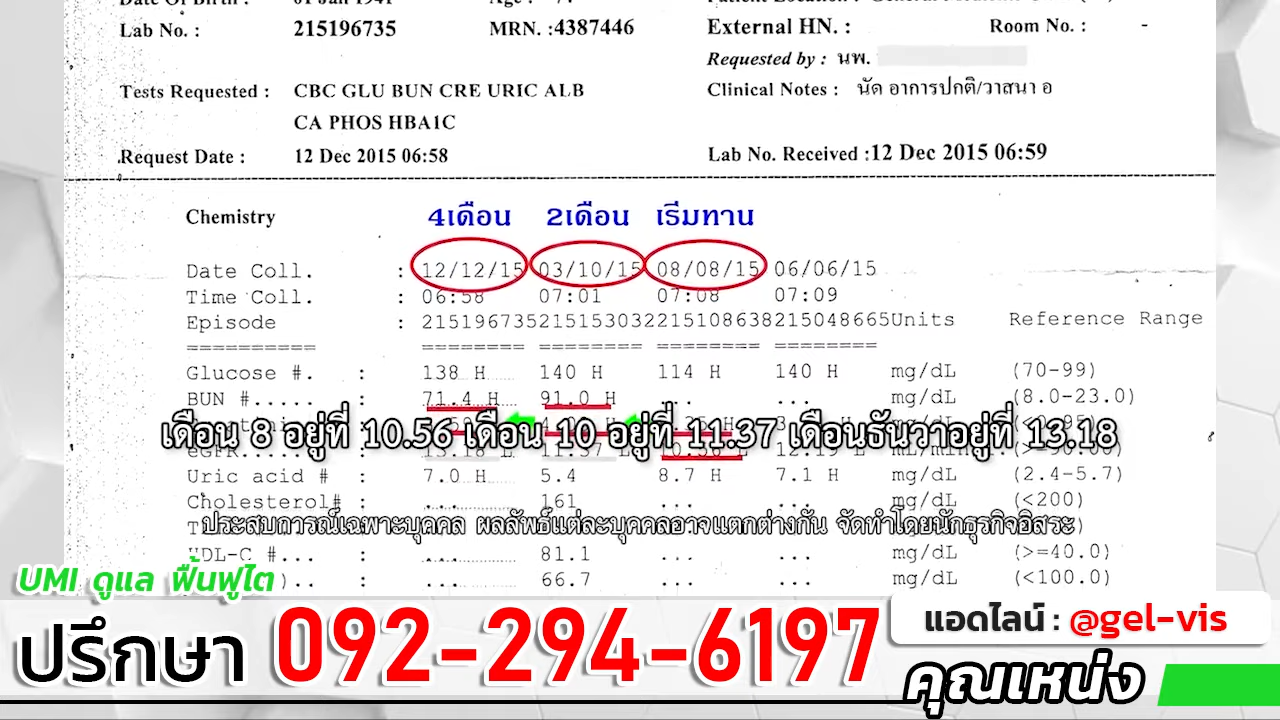 Lab No. : 215196735 MRN. :4387446 External HN. : Room No. : -
Requested by : นพ.
Tests Requested : CBC GLU BUN CRE URIC ALB Clinical Notes : นัด อาการปกติ/วาสนา อ
CA PHOS HBA1C
Request Date : 12 Dec 2015 06:58 Lab No. Received :12 Dec 2015 06:59
Chemistry 4เดือน 2เดือน เริ่มทาน
Date Coll. : 12/12/15 03/10/15 08/08/15 06/06/15
Time Coll. : 06:58 07:01 07:08 07:09
Episode : 215196735215153032215108638215048665Units Reference Range
========== ======== ======== ======== ========
Glucose #. : 138 H 140 H 114 H 140 H mg/dL (70-99)
BUN #..... : 71.4 H 91.0 H ... ... mg/dL (8.0-23.0)
เดือน 8 อยู่ที่ 10.56 เดือน 10 อยู่ที่ 11.37 เดือนธันวาอยู่ที่ 13.18
eGFR..... : 13.18 L 11.37 L 10.56 L 12.19 L
Uric acid # : 7.0 H 5.4 8.7 H 7.1 H mg/dL (2.4-5.7)
Cholesterol# : ... 161 ... ... mg/dL (<200)
ประสบการณ์เฉพาะบุคคล ผลลัพธ์แต่ละบุคคลอาจแตกต่างกัน จัดทำโดยนักธุรกิจอิสระ
HDL-C #... : ... 81.1 ... ... mg/dL (>=40.0)
: ... 66.7 ... ... mg/dL (<100.0)
UMI ดูแล ฟื้นฟูไต
ปรึกษา 092-294-6197
แอดไลน์ : @gel-vis
คุณเหน่ง